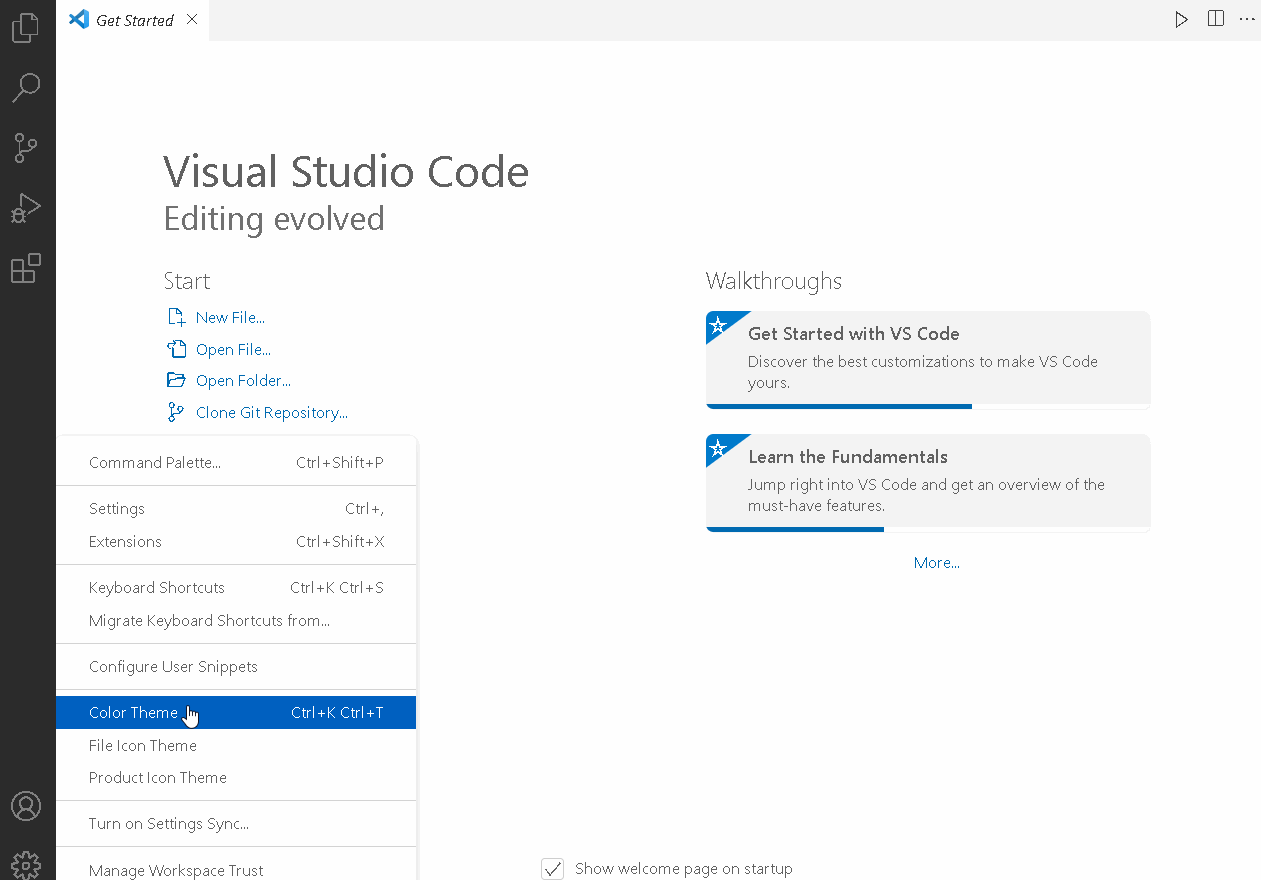 Get Started
Visual Studio Code
Editing evolved
Start
New File...
Open File...
Open Folder...
Clone Git Repository...
Command Palette... Ctrl+Shift+P
Settings Ctrl+,
Extensions Ctrl+Shift+X
Keyboard Shortcuts Ctrl+K Ctrl+S
Migrate Keyboard Shortcuts from...
Configure User Snippets
Color Theme Ctrl+K Ctrl+T
File Icon Theme
Product Icon Theme
Turn on Settings Sync...
Manage Workspace Trust
Walkthroughs
Get Started with VS Code
Discover the best customizations to make VS Code
yours.
Learn the Fundamentals
Jump right into VS Code and get an overview of the
must-have features.
More...
Show welcome page on startup